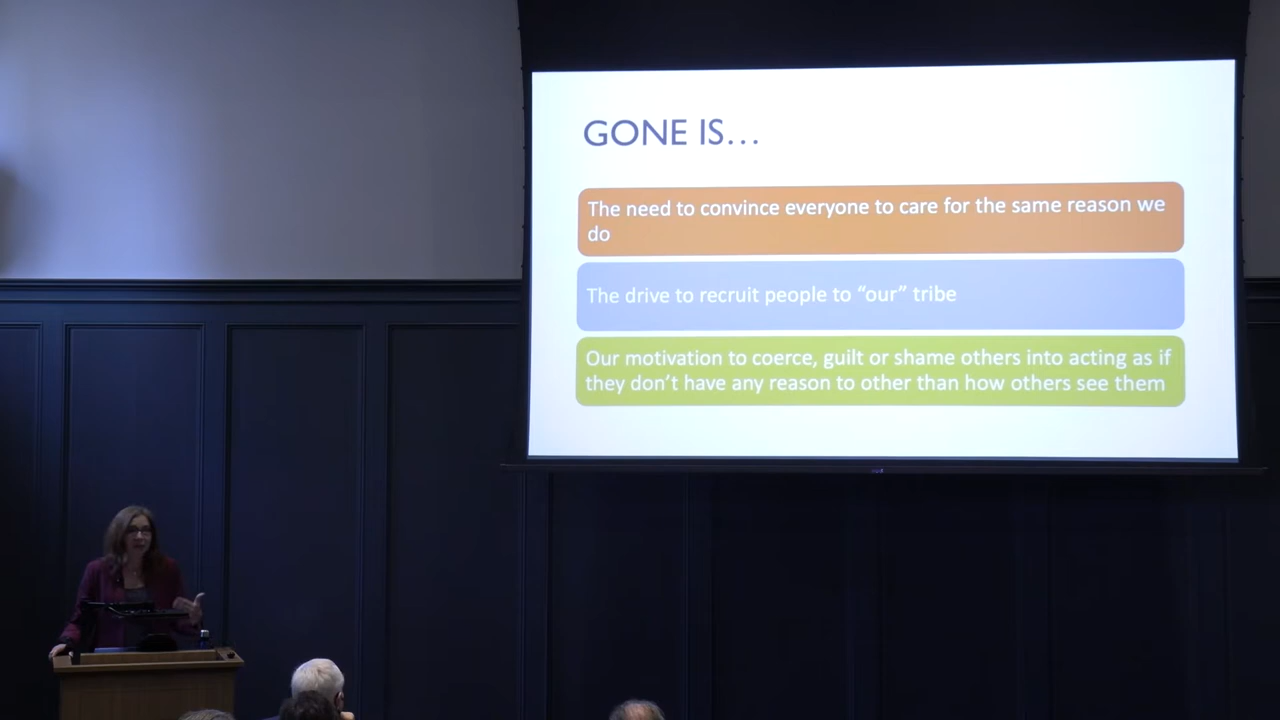 GONE IS…
The need to convince everyone to care for the same reason we
do
The drive to recruit people to “our” tribe
Our motivation to coerce, guilt or shame others into acting as if
they don’t have any reason to other than how others see them